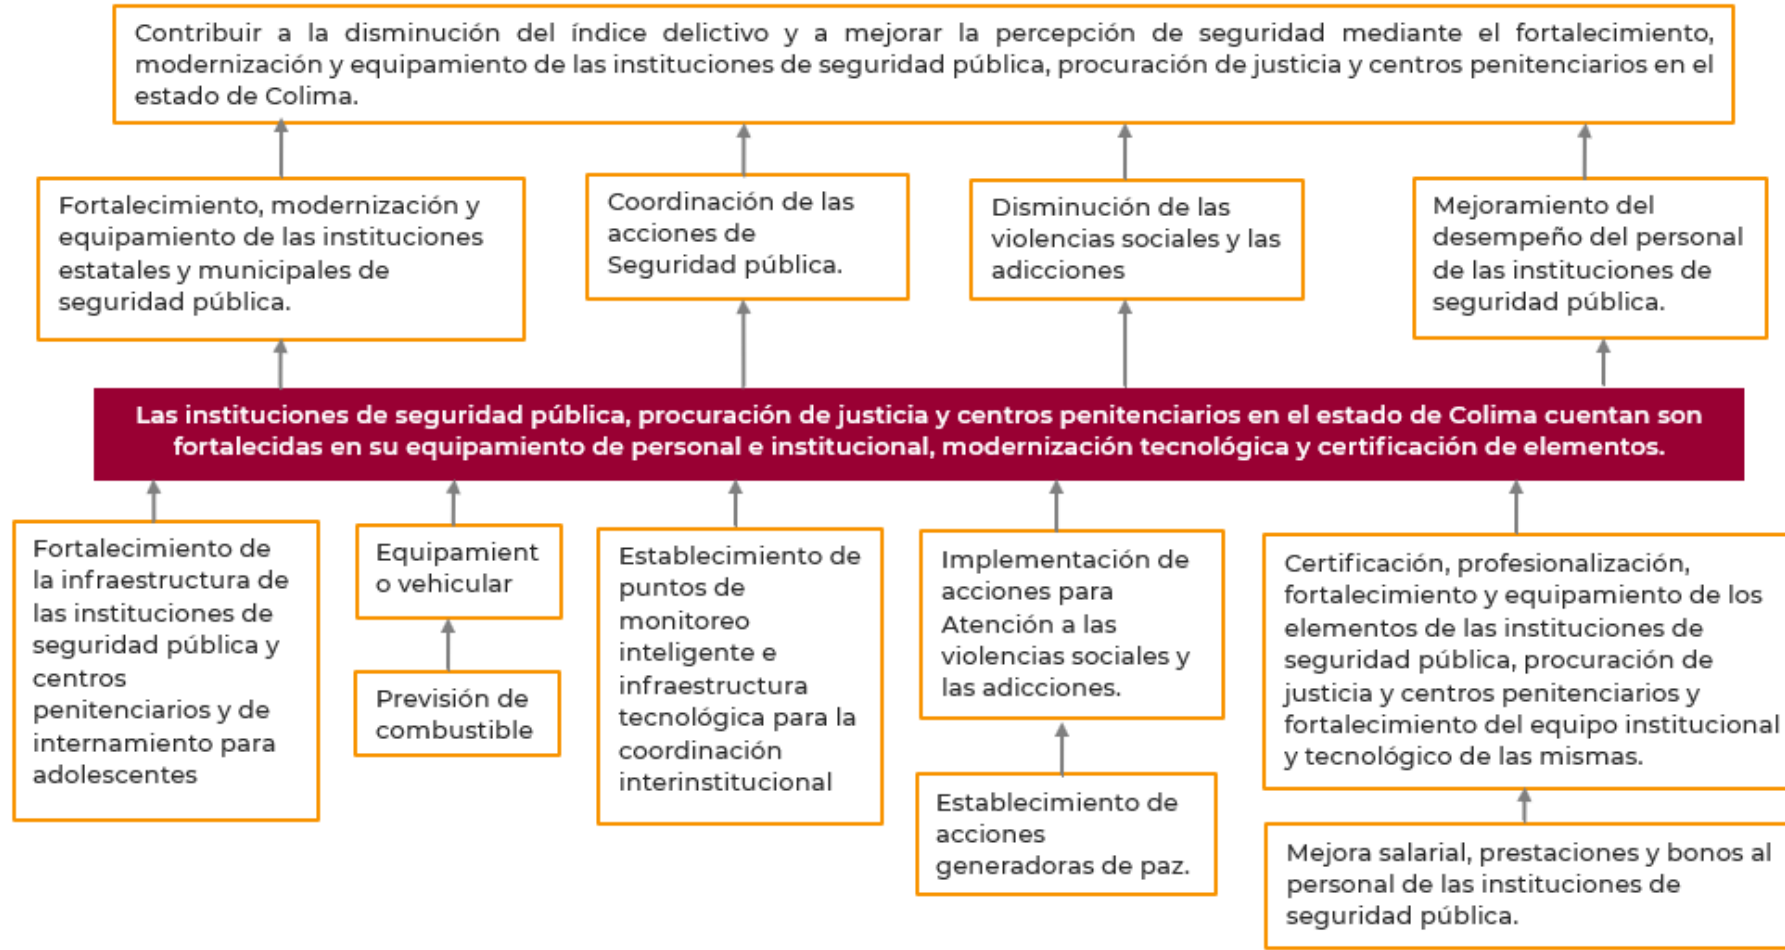 Contribuir a la disminución del índice delictivo y a mejorar la percepción de seguridad mediante el fortalecimiento,
modernización y equipamiento de las instituciones de seguridad pública, procuración de justicia y centros penitenciarios en el
estado de Colima.
Fortalecimiento, modernización y
equipamiento de las instituciones
estatales y municipales de
seguridad pública.
Coordinación de las
acciones de
Seguridad pública.
Disminución de las
violencias sociales y las
adicciones
Mejoramiento del
desempeño del personal
de las instituciones de
seguridad pública.
Las instituciones de seguridad pública, procuración de justicia y centros penitenciarios en el estado de Colima cuentan son
fortalecidas en su equipamiento de personal e institucional, modernización tecnológica y certificación de elementos.
Fortalecimiento de
la infraestructura de
las instituciones de
seguridad pública y
centros
penitenciarios y de
internamiento para
adolescentes
Equipamient
o vehicular
Previsión de
combustible
Establecimiento de
puntos de
monitoreo
inteligente e
infraestructura
tecnológica para la
coordinación
interinstitucional
Implementación de
acciones para
Atención a las
violencias sociales y
las adicciones.
Establecimiento de
acciones
generadoras de paz.
Certificación, profesionalización,
fortalecimiento y equipamiento de los
elementos de las instituciones de
seguridad pública, procuración de
justicia y centros penitenciarios y
fortalecimiento del equipo institucional
y tecnológico de las mismas.
Mejora salarial, prestaciones y bonos al
personal de las instituciones de
seguridad pública.